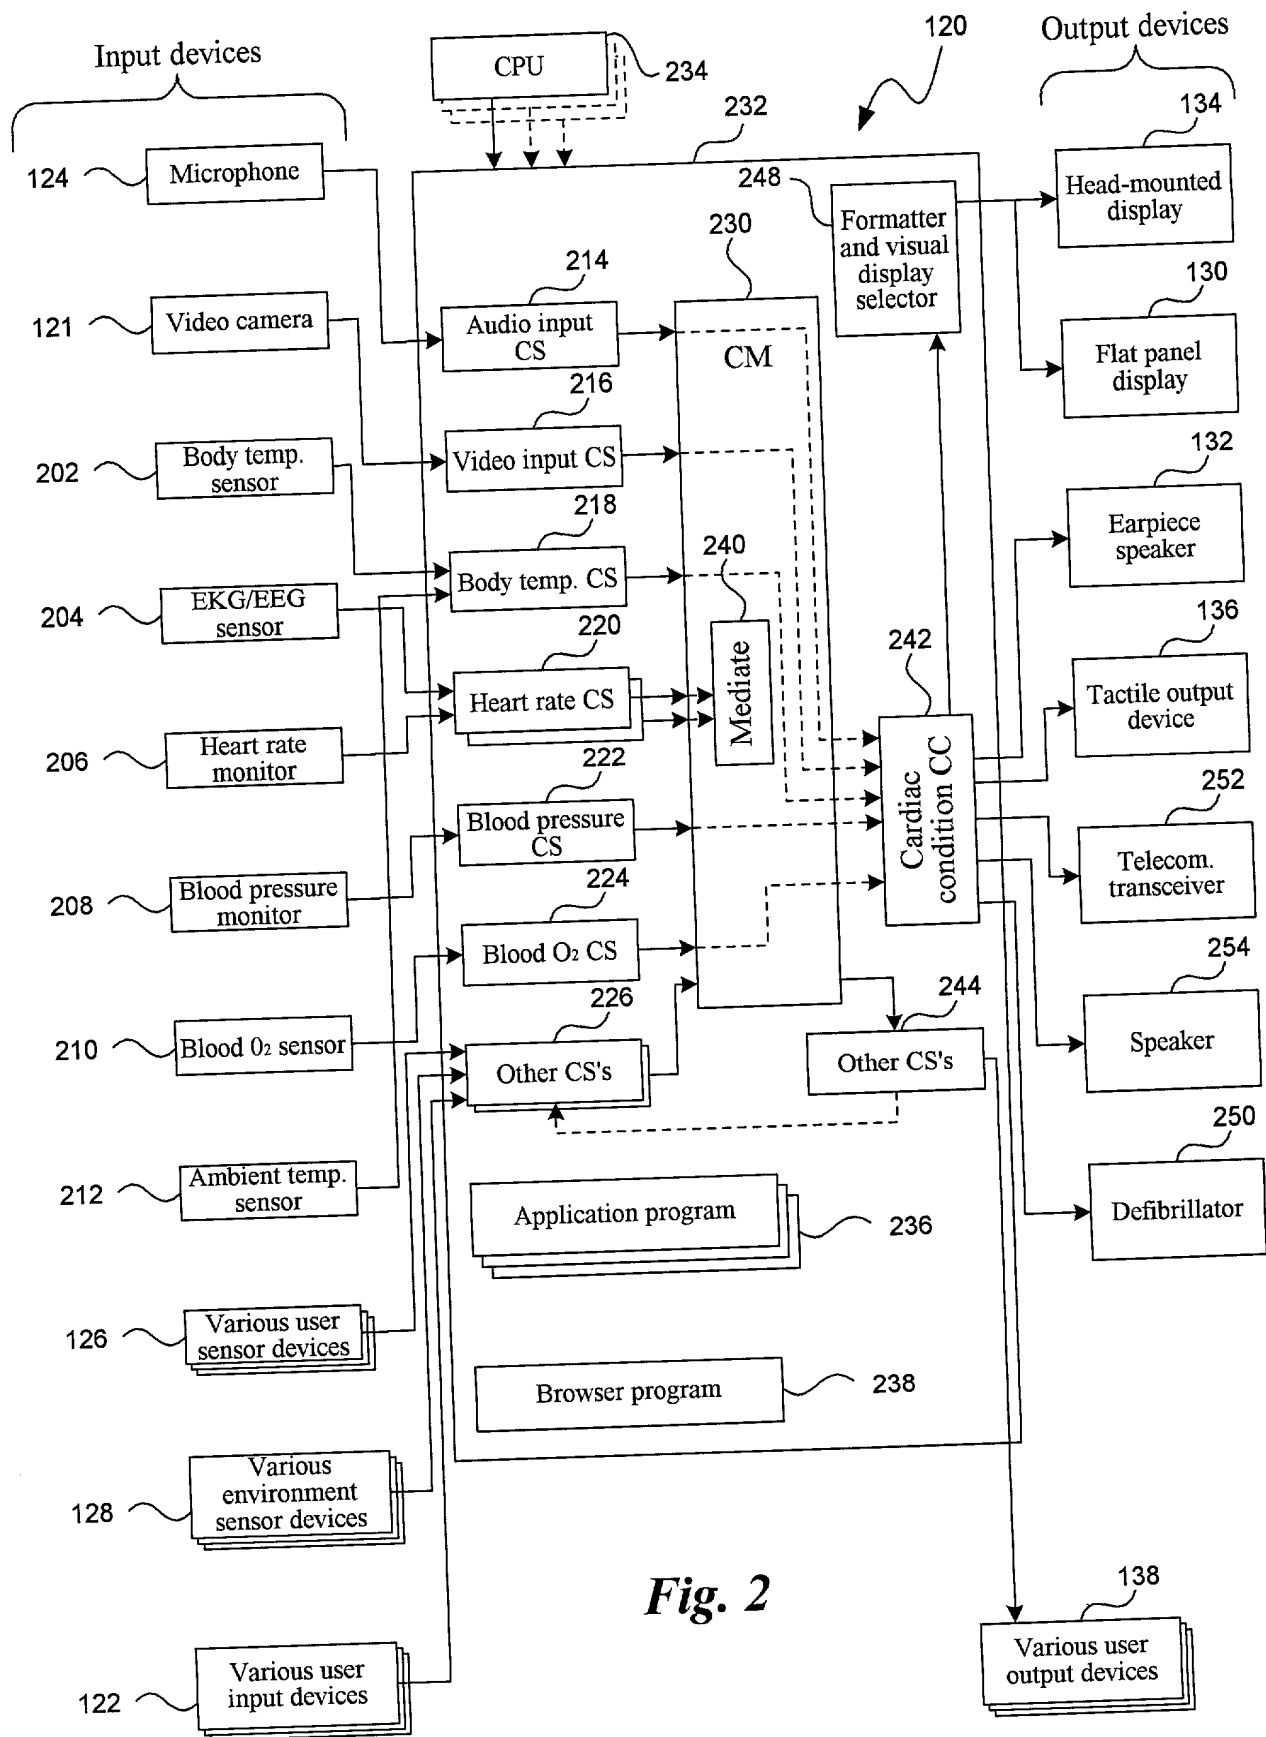 Input devices
CPU
234
120
Output devices
232
134
124
Microphone
248
Head-mounted
display
Formatter
and visual
display
selector
230
214
130
121
Video camera
Audio input
CS
CM
Flat panel
display
216
132
202
Body temp.
sensor
Video input CS
Earpiece
speaker
218
240
204
EKG/EEG
sensor
Body temp. CS
136
220
242
Mediate
Tactile output
device
Heart rate CS
206
Heart rate
monitor
222
Cardiac
condition CC
252
Blood pressure
CS
Telecom.
transceiver
208
Blood pressure
monitor
224
254
Blood O2 CS
226
244
210
Blood 02 sensor
Other CS's
Other CS's
Speaker
250
212
Ambient temp.
sensor
Application program
236
Defibrillator
126
Various user
sensor devices
Browser program
238
128
Various
environment
sensor devices
Fig. 2
138
122
Various user
input devices
Various user
output devices